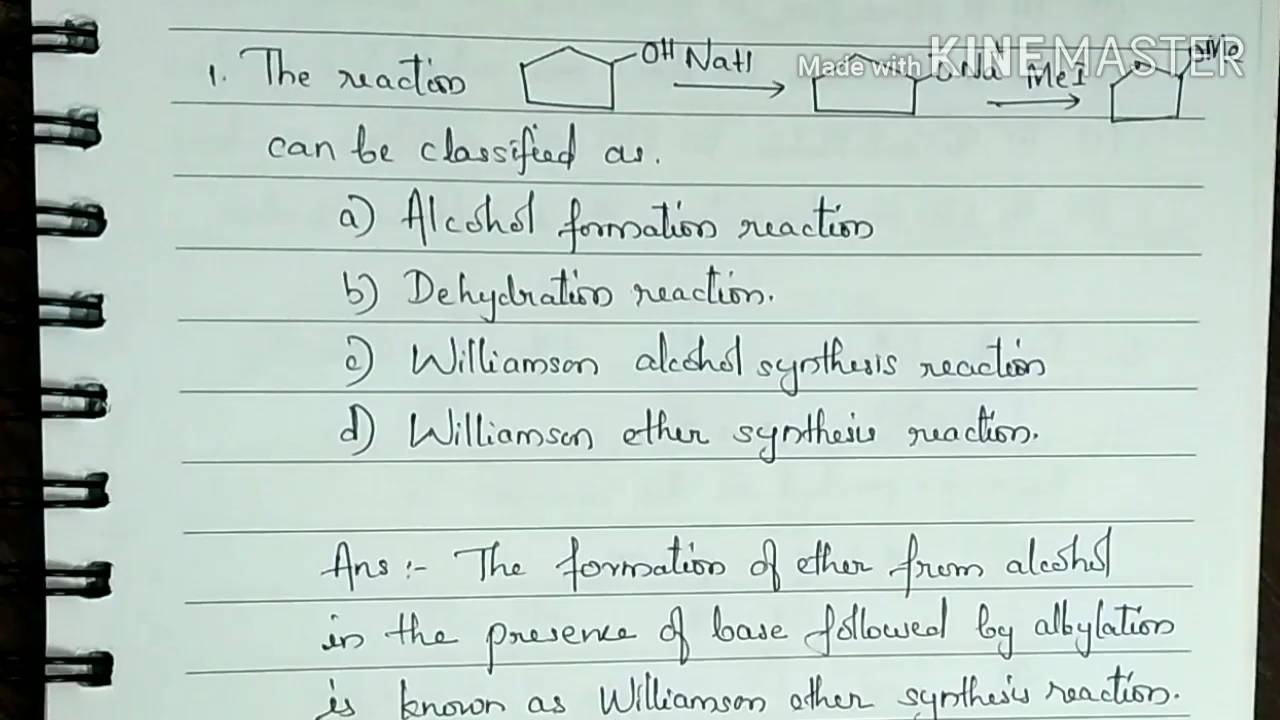 1. The reaction OH NaH ONa+ MeI OMe
Made with KINEMASTER
can be classified as.
a) Alcohol formation reaction
b) Dehydration reaction.
c) Williamson alcohol synthesis reaction
d) Williamson ether synthesis reaction.
Ans :- The formation of ether from alcohol
in the presence of base followed by albylation
is known as Williamson ether synthesis reaction.